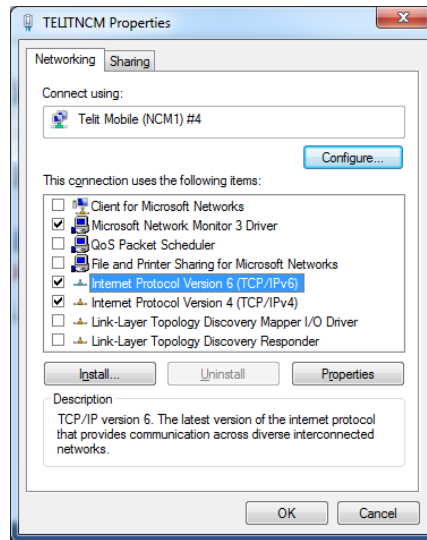 TELITNCM Properties
Networking
Sharing
Connect using:
Telit Mobile (NCM1) #4
Configure...
This connection uses the following items:
Client for Microsoft Networks
Microsoft Network Monitor 3 Driver
QoS Packet Scheduler
File and Printer Sharing for Microsoft Networks
Internet Protocol Version 6 (TCP/IPv6)
Internet Protocol Version 4 (TCP/IPv4)
Link-Layer Topology Discovery Mapper I/O Driver
Link-Layer Topology Discovery Responder
Install...
Uninstall
Properties
Description
TCP/IP version 6. The latest version of the internet protocol
that provides communication across diverse interconnected
networks.
OK
Cancel